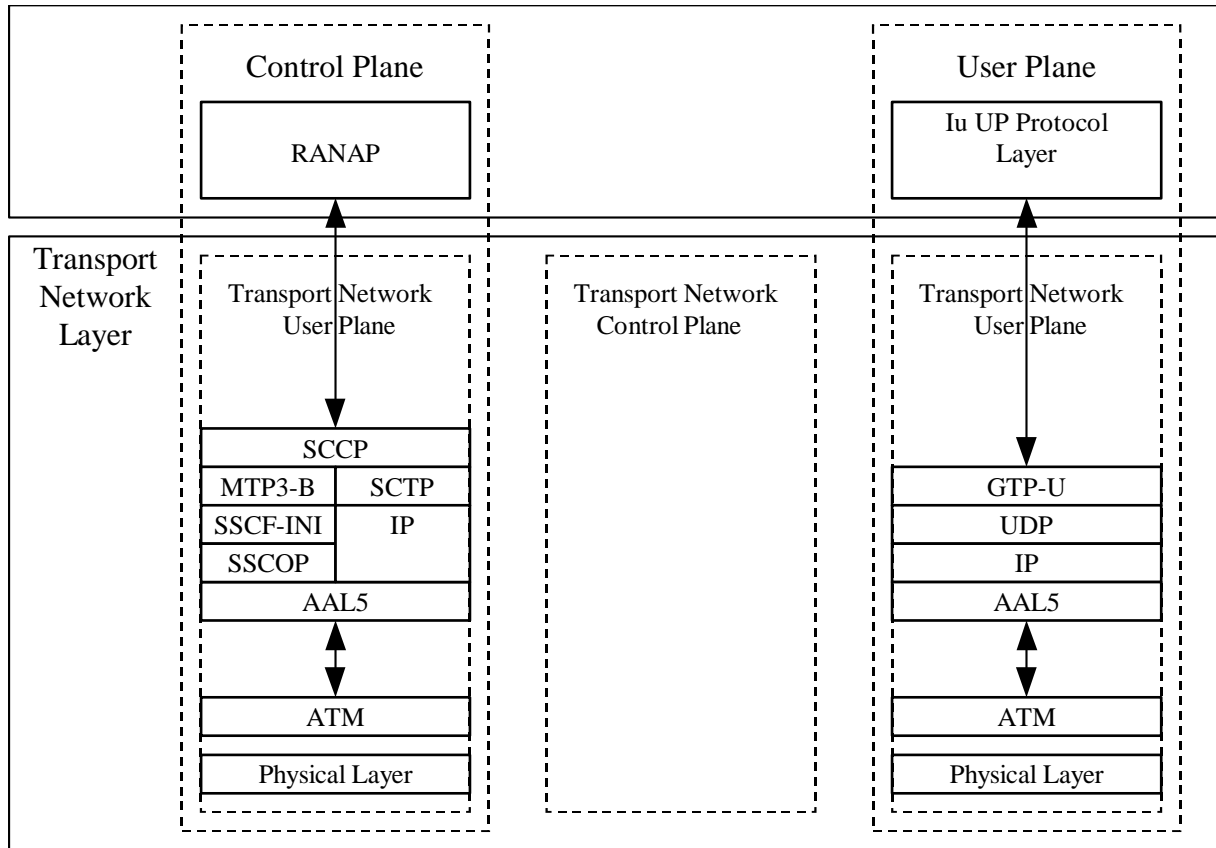 Control Plane
User Plane
RANAP
Iu UP Protocol
Layer
Transport
Network
Layer
Transport Network
User Plane
Transport Network
Control Plane
Transport Network
User Plane
SCCP
MTP3-B
SCTP
SSCF-INI
IP
SSCOP
AAL5
ATM
Physical Layer
GTP-U
UDP
IP
AAL5
ATM
Physical Layer